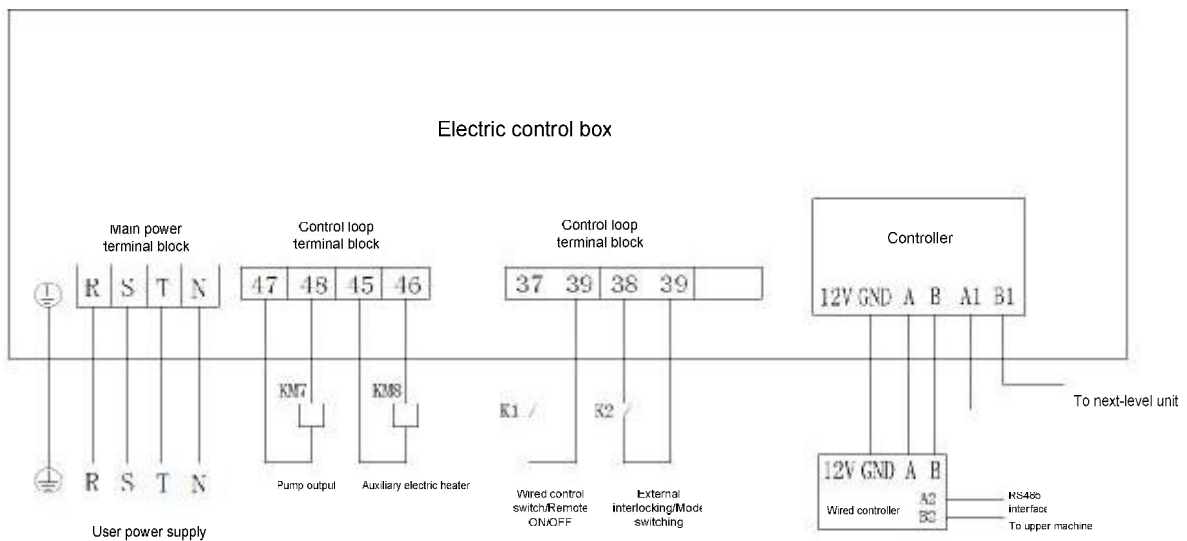 Electric control box
Main power
terminal block
Control loop
terminal block
Control loop
terminal block
Controller
R S T N
47 48 45 46
37 39 38 39
12V GND A B A1 B1
KM7
KM8
K1
K2
To next-level unit
R S T N
User power supply
Pump output
Auxiliary electric heater
Wired control
switch/Remote
ON/OFF
External
interlocking/Mode
switching
12V GND A B
Wired controller
A2
B2
RS485
interface
To upper machine